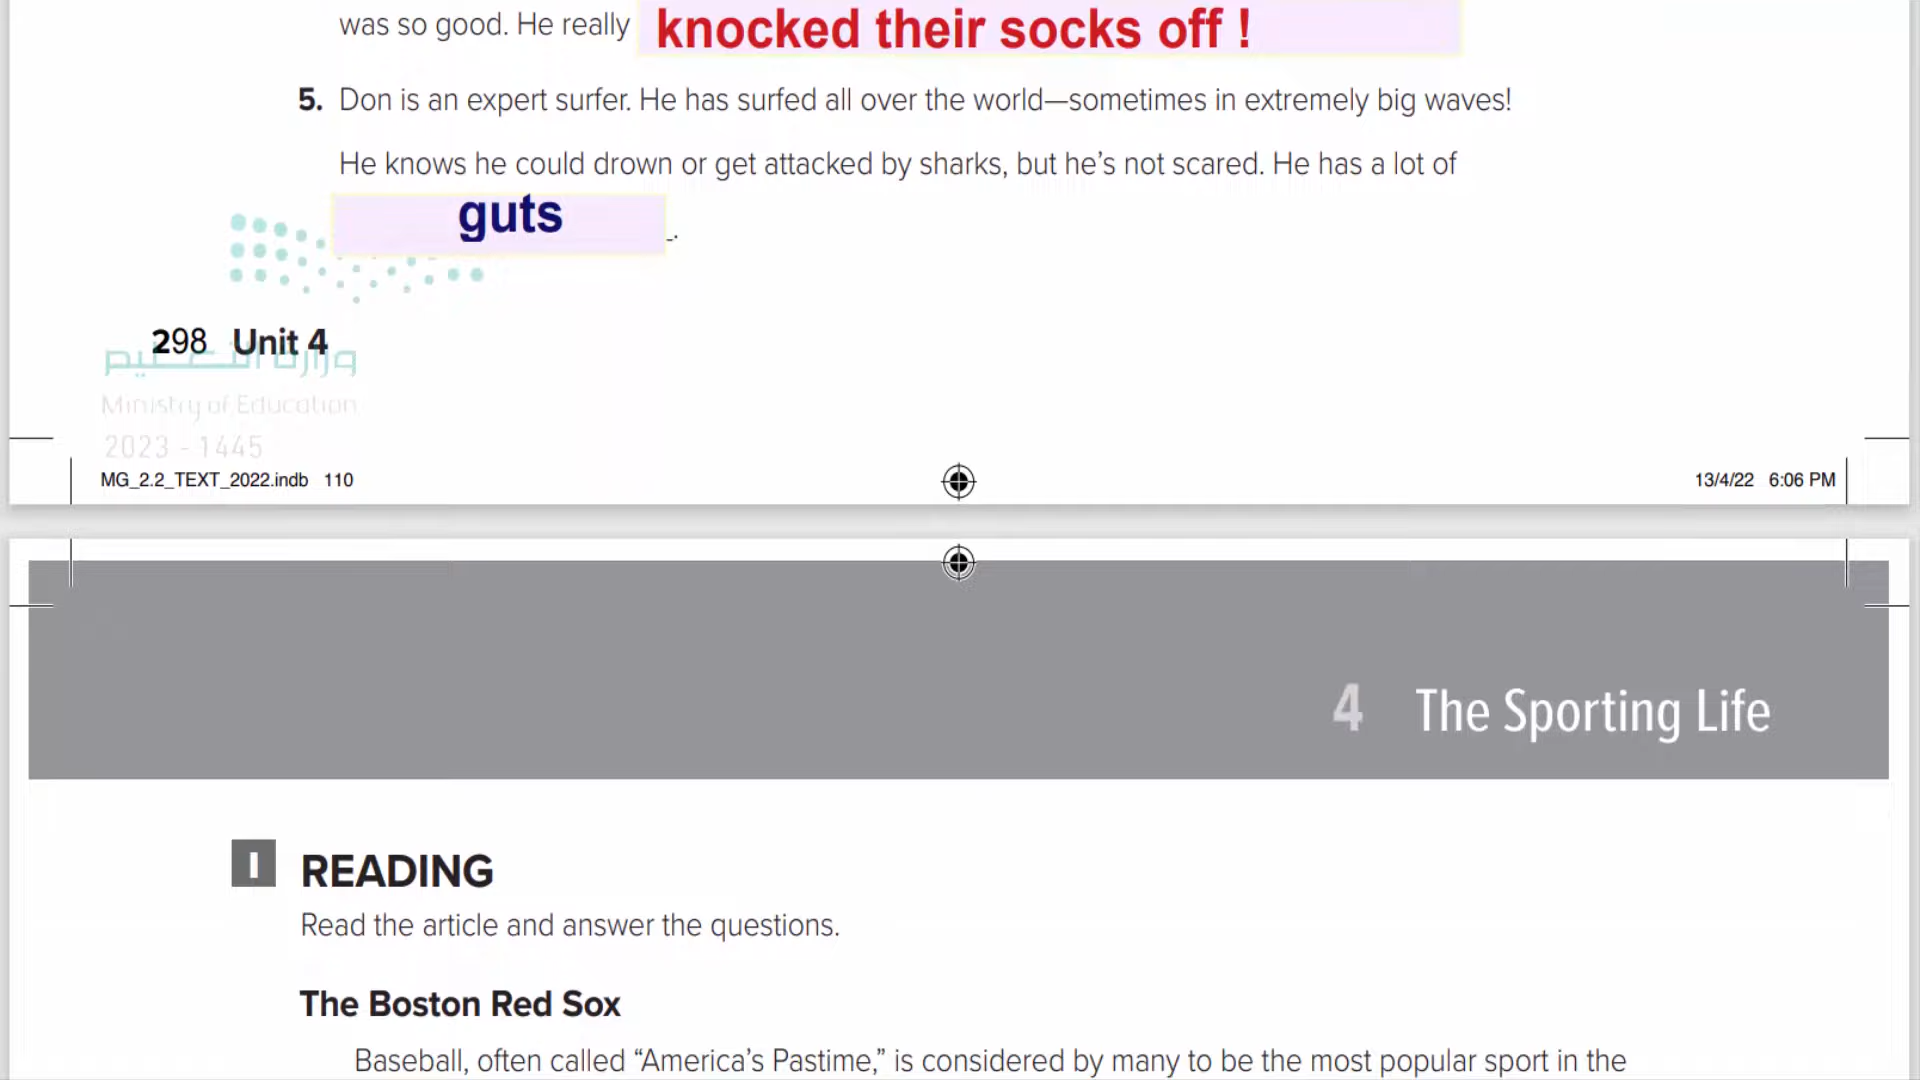 was so good. He really knocked their socks off !
5. Don is an expert surfer. He has surfed all over the world—sometimes in extremely big waves!
He knows he could drown or get attacked by sharks, but he's not scared. He has a lot of
guts _.
298 Unit 4
وزارة التعليم
Ministry of Education
2023 - 1445
MG_2.2_TEXT_2022.indb 110 13/4/22 6:06 PM
4 The Sporting Life
I READING
Read the article and answer the questions.
The Boston Red Sox
Baseball, often called “America’s Pastime,” is considered by many to be the most popular sport in the